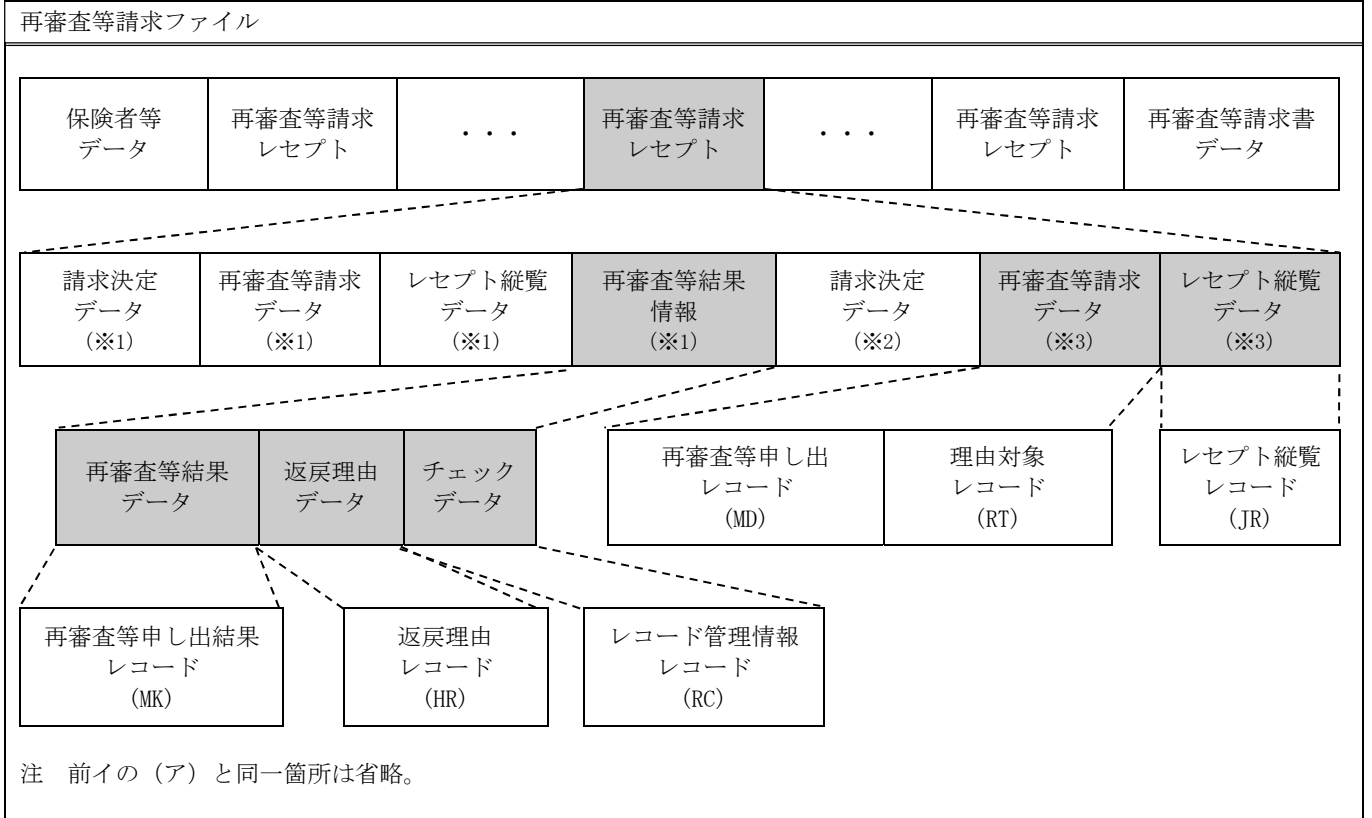 再審査等請求ファイル
保険者等
データ
再審査等請求
レセプト
・・・
再審査等請求
レセプト
・・・
再審査等請求
レセプト
再審査等請求書
データ
請求決定
データ
(※1)
再審査等請求
データ
(※1)
レセプト縦覧
データ
(※1)
再審査等結果
情報
(※1)
請求決定
データ
(※2)
再審査等請求
データ
(※3)
レセプト縦覧
データ
(※3)
再審査等結果
データ
返戻理由
データ
チェック
データ
再審査等申し出
レコード
(MD)
理由対象
レコード
(RT)
レセプト縦覧
レコード
(JR)
再審査等申し出結果
レコード
(MK)
返戻理由
レコード
(HR)
レコード管理情報
レコード
(RC)
注　前イの（ア）と同一箇所は省略。